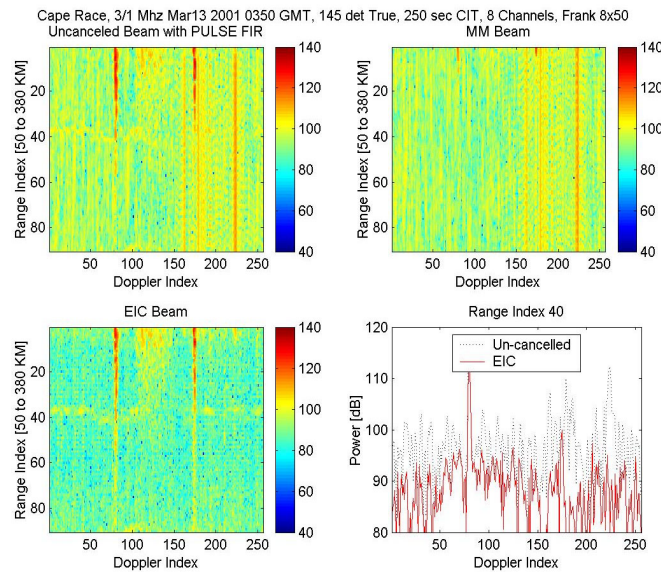 Cape Race, 3/1 Mhz Mar13 2001 0350 GMT, 145 det True, 250 sec CIT, 8 Channels, Frank 8x50
Uncanceled Beam with PULSE FIR
MM Beam
Range Index [50 to 380 KM]
20
40
60
80
50 100 150 200 250
Doppler Index
140
120
100
80
60
40
Range Index [50 to 380 KM]
20
40
60
80
50 100 150 200 250
Doppler Index
140
120
100
80
60
40
EIC Beam
Range Index [50 to 380 KM]
20
40
60
80
50 100 150 200 250
Doppler Index
140
120
100
80
60
40
Range Index 40
Power [dB]
120
110
100
90
80
Un-cancelled
EIC
50 100 150 200 250
Doppler Index